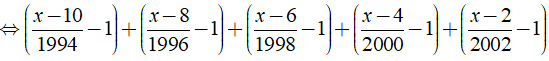 ⇔ (x−10/1994 −1) + (x−8/1996 −1) + (x−6/1998 −1) + (x−4/2000 −1) + (x−2/2002 −1)